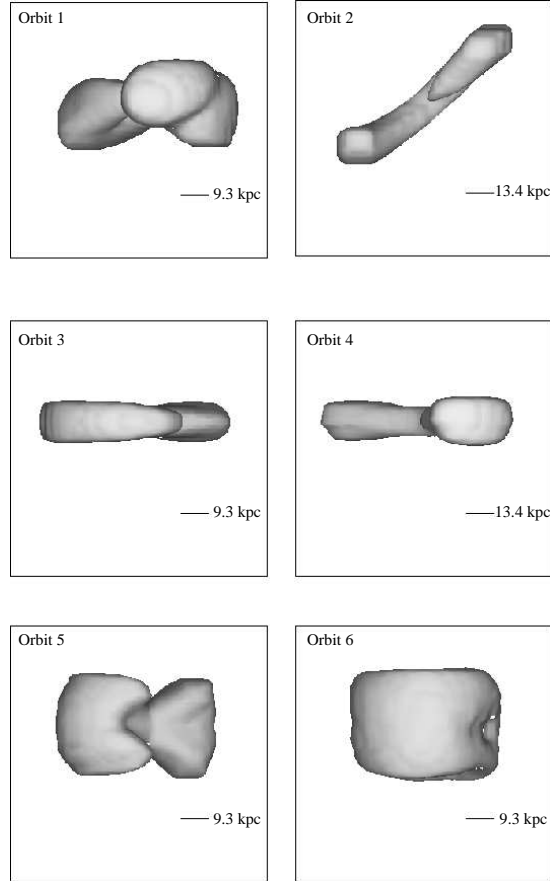 Orbit 1
9.3 kpc
Orbit 2
13.4 kpc
Orbit 3
9.3 kpc
Orbit 4
13.4 kpc
Orbit 5
9.3 kpc
Orbit 6
9.3 kpc